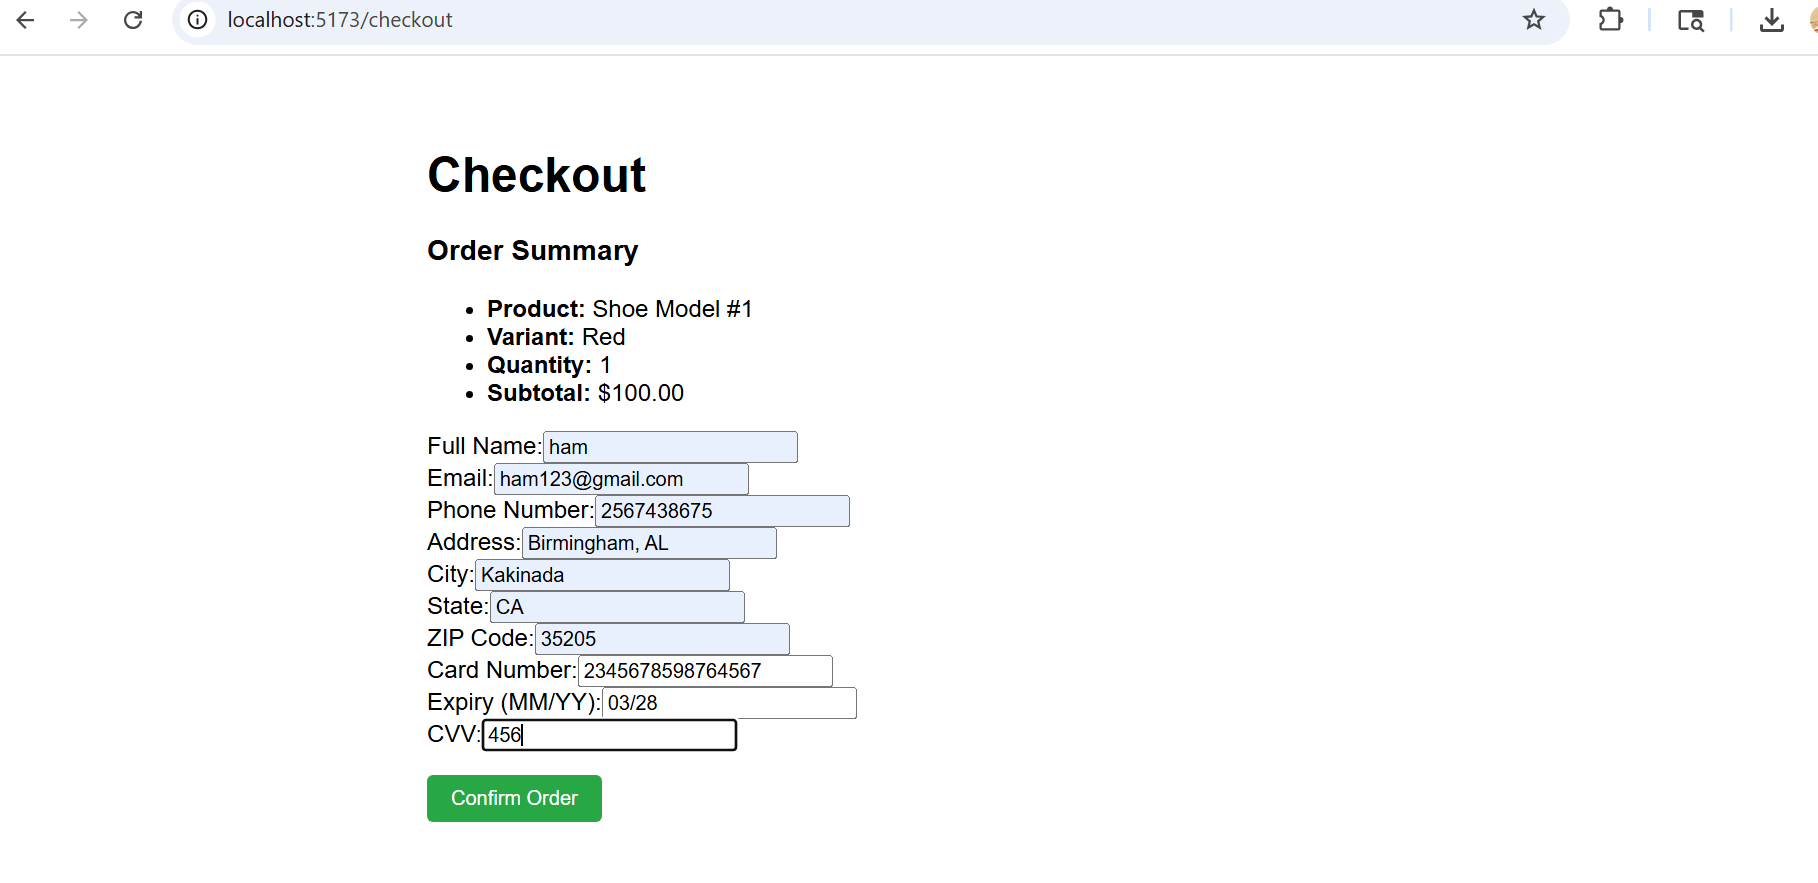 localhost:5173/checkout
Checkout
Order Summary
Product: Shoe Model #1
Variant: Red
Quantity: 1
Subtotal: $100.00
Full Name: ham
Email: ham123@gmail.com
Phone Number: 2567438675
Address: Birmingham, AL
City: Kakinada
State: CA
ZIP Code: 35205
Card Number: 2345678598764567
Expiry (MM/YY): 03/28
CVV: 456
Confirm Order